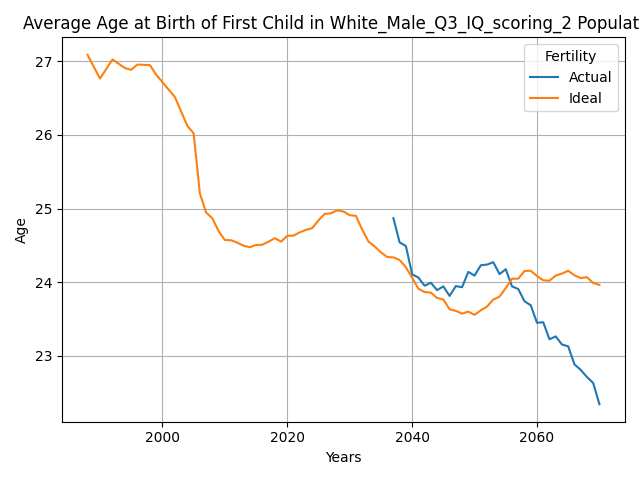 Average Age at Birth of First Child in White_Male_Q3_IQ_scoring_2 Populat
Fertility
Actual
Ideal
27
26
25
24
23
Age
2000 2020 2040 2060
Years